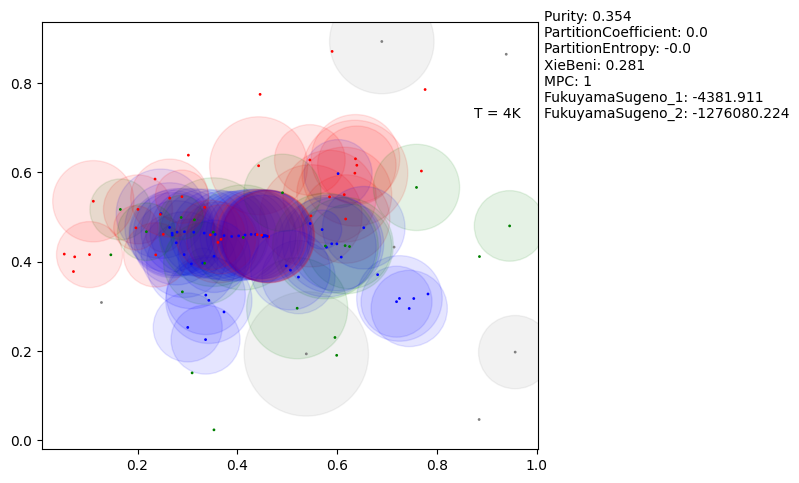 Purity: 0.354
PartitionCoefficient: 0.0
PartitionEntropy: -0.0
XieBeni: 0.281
MPC: 1
FukuyamaSugeno_1: -4381.911
FukuyamaSugeno_2: -1276080.224
T = 4K
0.8
0.6
0.4
0.2
0.0
0.2 0.4 0.6 0.8 1.0